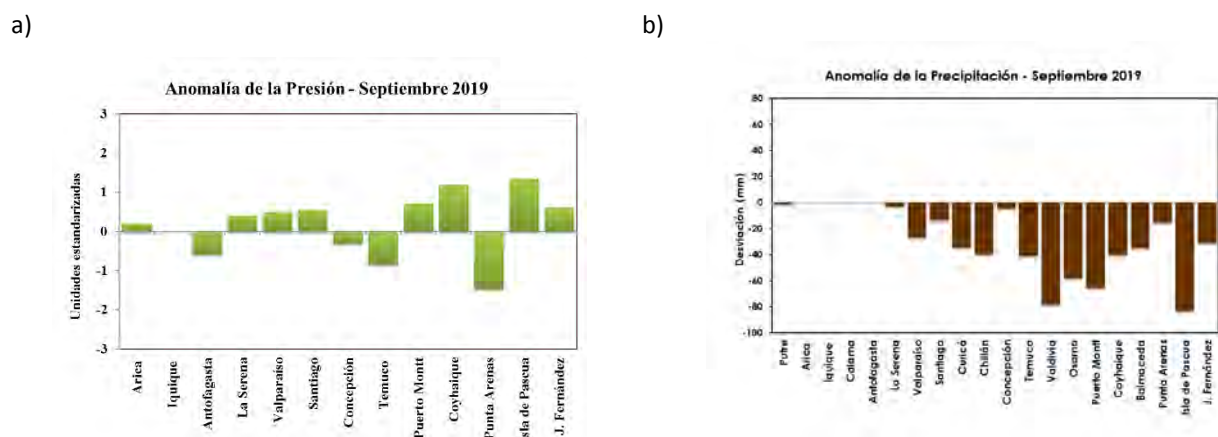 a)
Anomalía de la Presión - Septiembre 2019
Unidades estandarizadas
3
2
1
0
-1
-2
-3
Arica
Iquique
Antofagasta
La Serena
Valparaiso
Santiago
Concepción
Temuco
Puerto Montt
Coyhaique
Punta Arenas
Isla de Pascua
J. Fernández
b)
Anomalía de la Precipitación - Septiembre 2019
Desviación (mm)
80
-60
-40
-20
0
-20
-40
-60
-80
-100
Putre
Arica
Iquique
Calama
Antofagasta
La Serena
Valparaíso
Santiago
Curicó
Chillán
Concepción
Temuco
Valdivia
Osorno
Puerto Montt
Coyhaique
Balmaceda
Punta Arenas
Isla de Pascua
J. Fernández